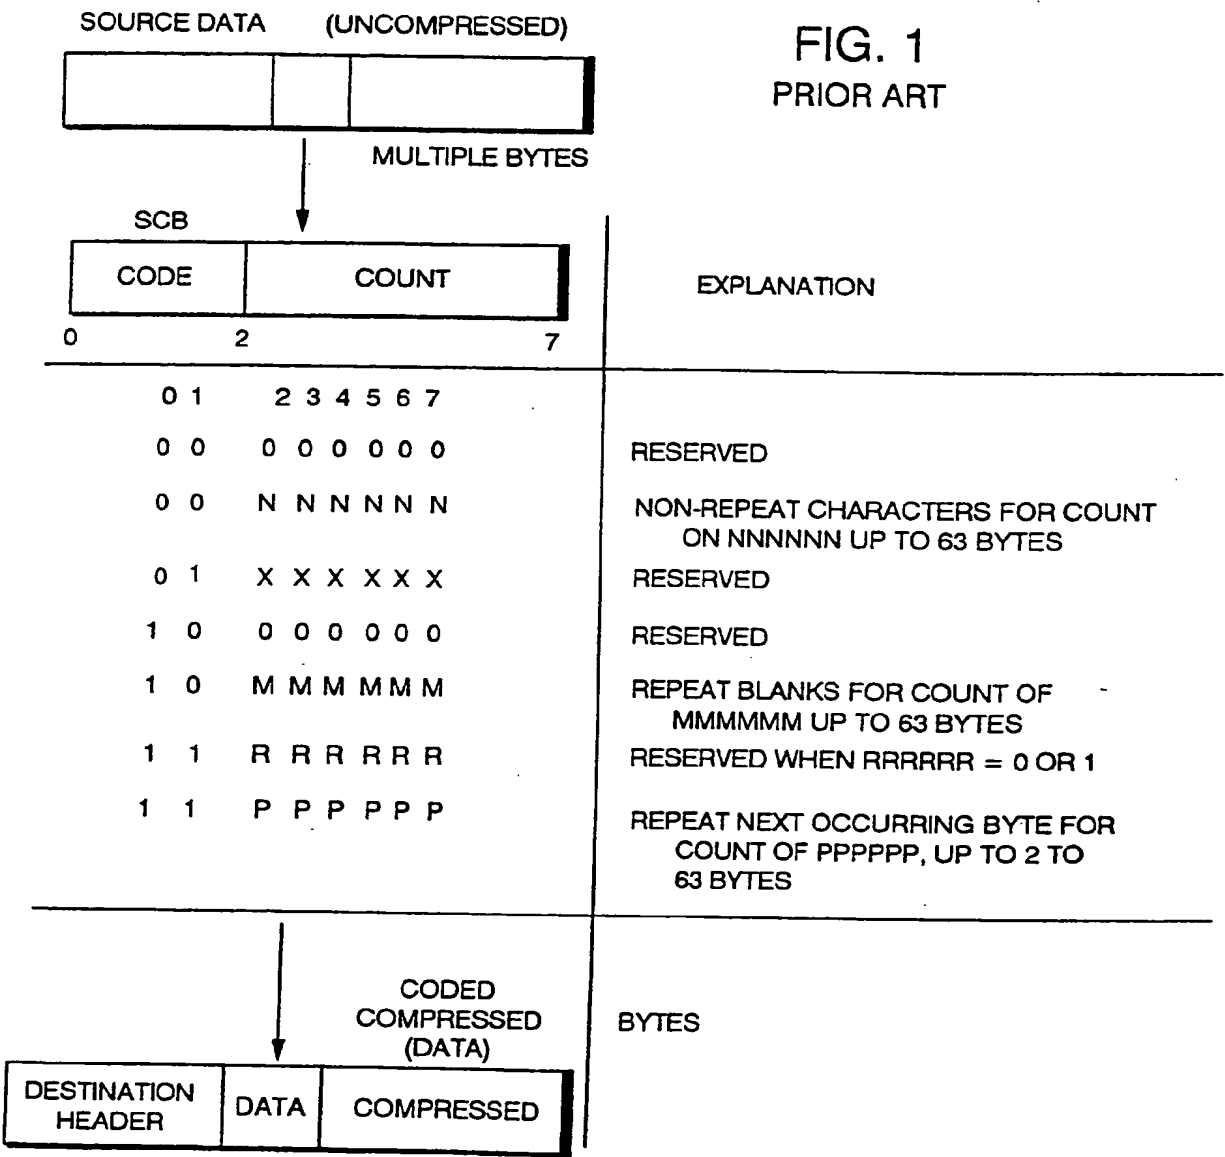 SOURCE DATA (UNCOMPRESSED)
FIG. 1
PRIOR ART
MULTIPLE BYTES
SCB
CODE COUNT
EXPLANATION
0 2 7
0 1 2 3 4 5 6 7
0 0 0 0 0 0 0 0 RESERVED
0 0 N N N N N N NON-REPEAT CHARACTERS FOR COUNT
ON NNNNNN UP TO 63 BYTES
0 1 X X X X X X RESERVED
1 0 0 0 0 0 0 0 RESERVED
1 0 M M M M M M REPEAT BLANKS FOR COUNT OF
MMMMMM UP TO 63 BYTES
1 1 R R R R R R RESERVED WHEN RRRRRR = 0 OR 1
1 1 P P P P P P REPEAT NEXT OCCURRING BYTE FOR
COUNT OF PPPPPP, UP TO 2 TO
63 BYTES
CODED
COMPRESSED
(DATA)
BYTES
DESTINATION
HEADER
DATA
COMPRESSED